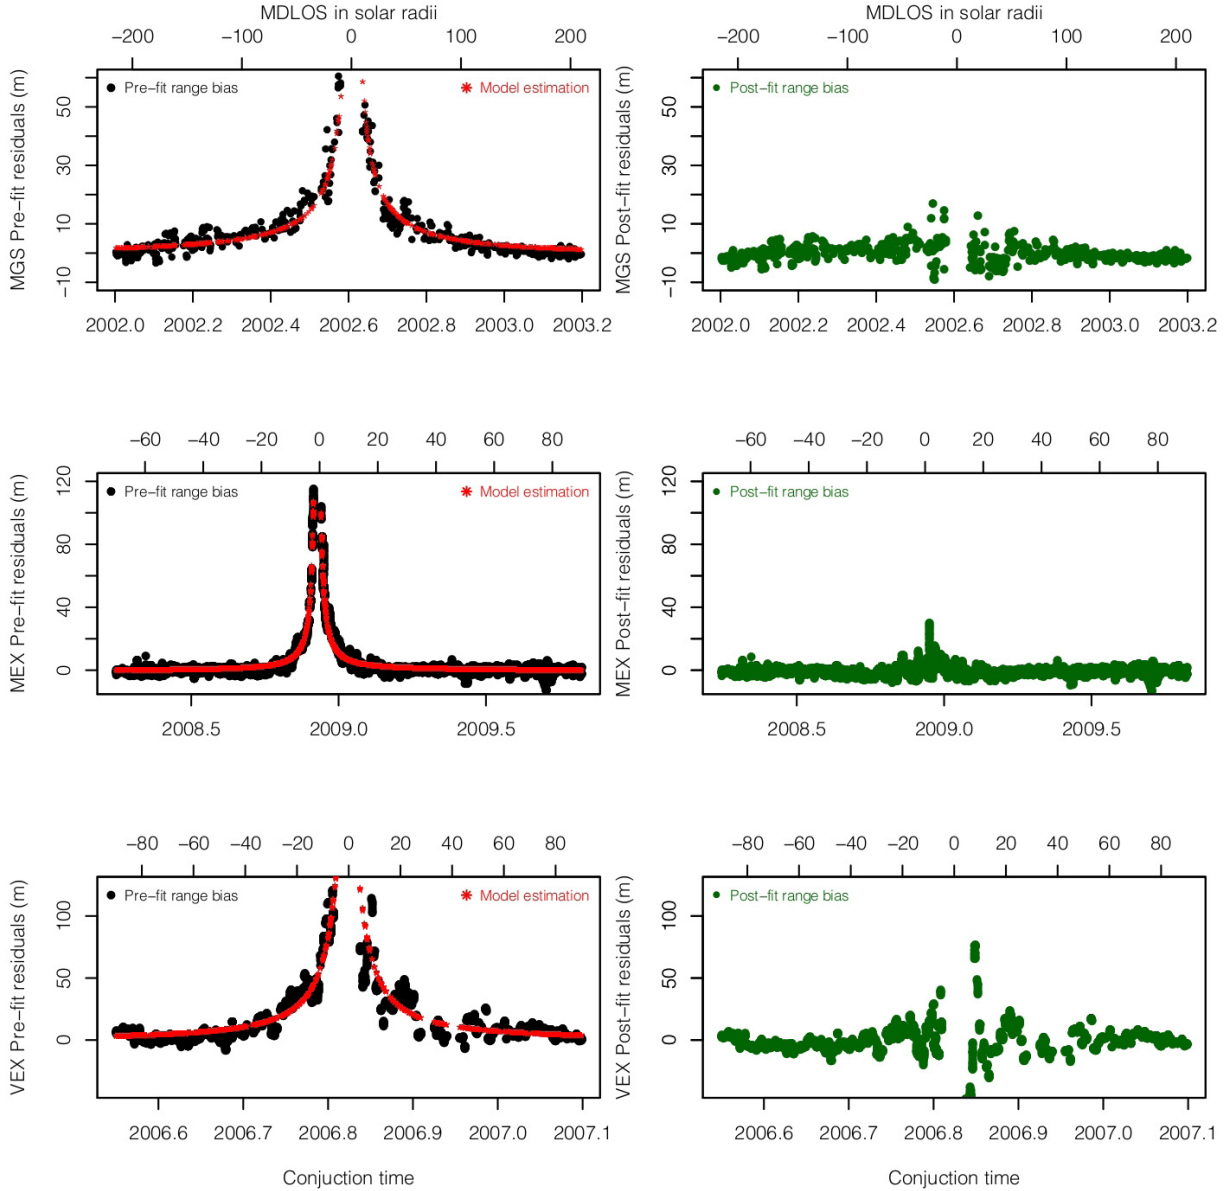 MDLOS in solar radii
MDLOS in solar radii
−200 −100 0 100 200
−200 −100 0 100 200
MGS Pre−fit residuals (m)
−10 10 30 50
Pre−fit range bias
Model estimation
2002.0 2002.2 2002.4 2002.6 2002.8 2003.0 2003.2
MGS Post−fit residuals (m)
−10 10 30 50
Post−fit range bias
2002.0 2002.2 2002.4 2002.6 2002.8 2003.0 2003.2
−60 −40 −20 0 20 40 60 80
MEX Pre−fit residuals (m)
0 40 80 120
Pre−fit range bias
Model estimation
2008.5 2009.0 2009.5
−60 −40 −20 0 20 40 60 80
MEX Post−fit residuals (m)
0 40 80 120
Post−fit range bias
2008.5 2009.0 2009.5
−80 −60 −40 −20 0 5 20 40 60 80
VEX Pre−fit residuals (m)
0 50 100
Pre−fit range bias
Model estimation
2006.6 2006.7 2006.8 2006.9 2007.0 2007.1
Conjuction time
−80 −60 −40 −20 0 5 20 40 60 80
VEX Post−fit residuals (m)
0 50 100
Post−fit range bias
2006.6 2006.7 2006.8 2006.9 2007.0 2007.1
Conjuction time